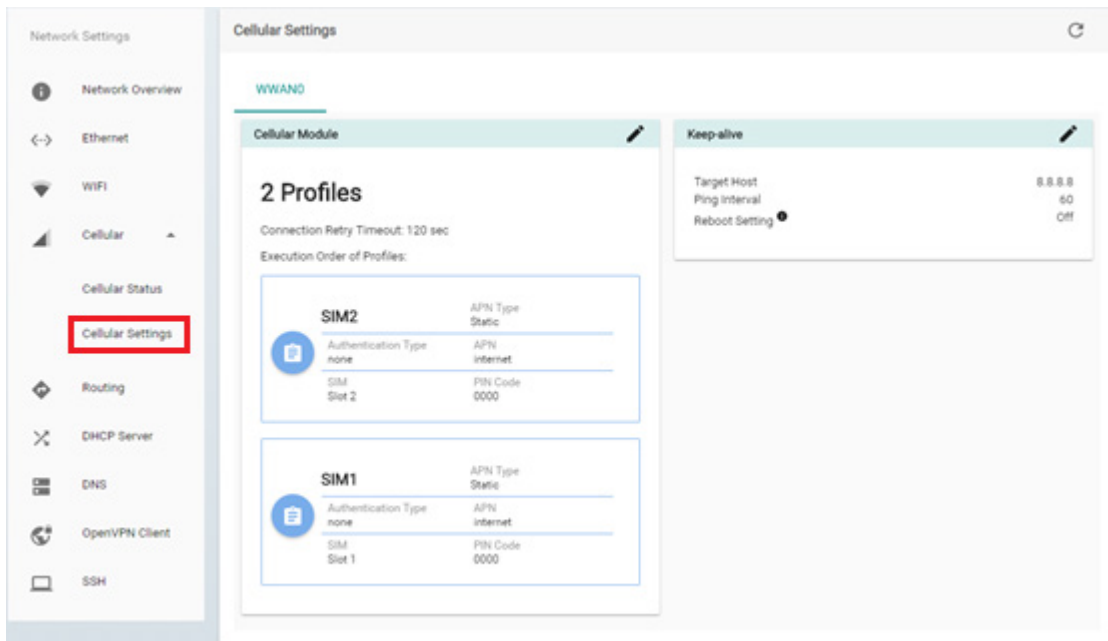 Network Settings
Network Overview
Ethernet
WIFI
Cellular
Cellular Status
Cellular Settings
Routing
DHCP Server
DNS
OpenVPN Client
SSH
Cellular Settings
WWAN0
Cellular Module
2 Profiles
Connection Retry Timeout: 120 sec
Execution Order of Profiles:
SIM2
APN Type
Static
Authentication Type
none
APN
internet
SIM
Slot 2
PIN Code
0000
SIM1
APN Type
Static
Authentication Type
none
APN
internet
SIM
Slot 1
PIN Code
0000
Keep-alive
Target Host 8.8.8.8
Ping Interval 60
Reboot Setting Off